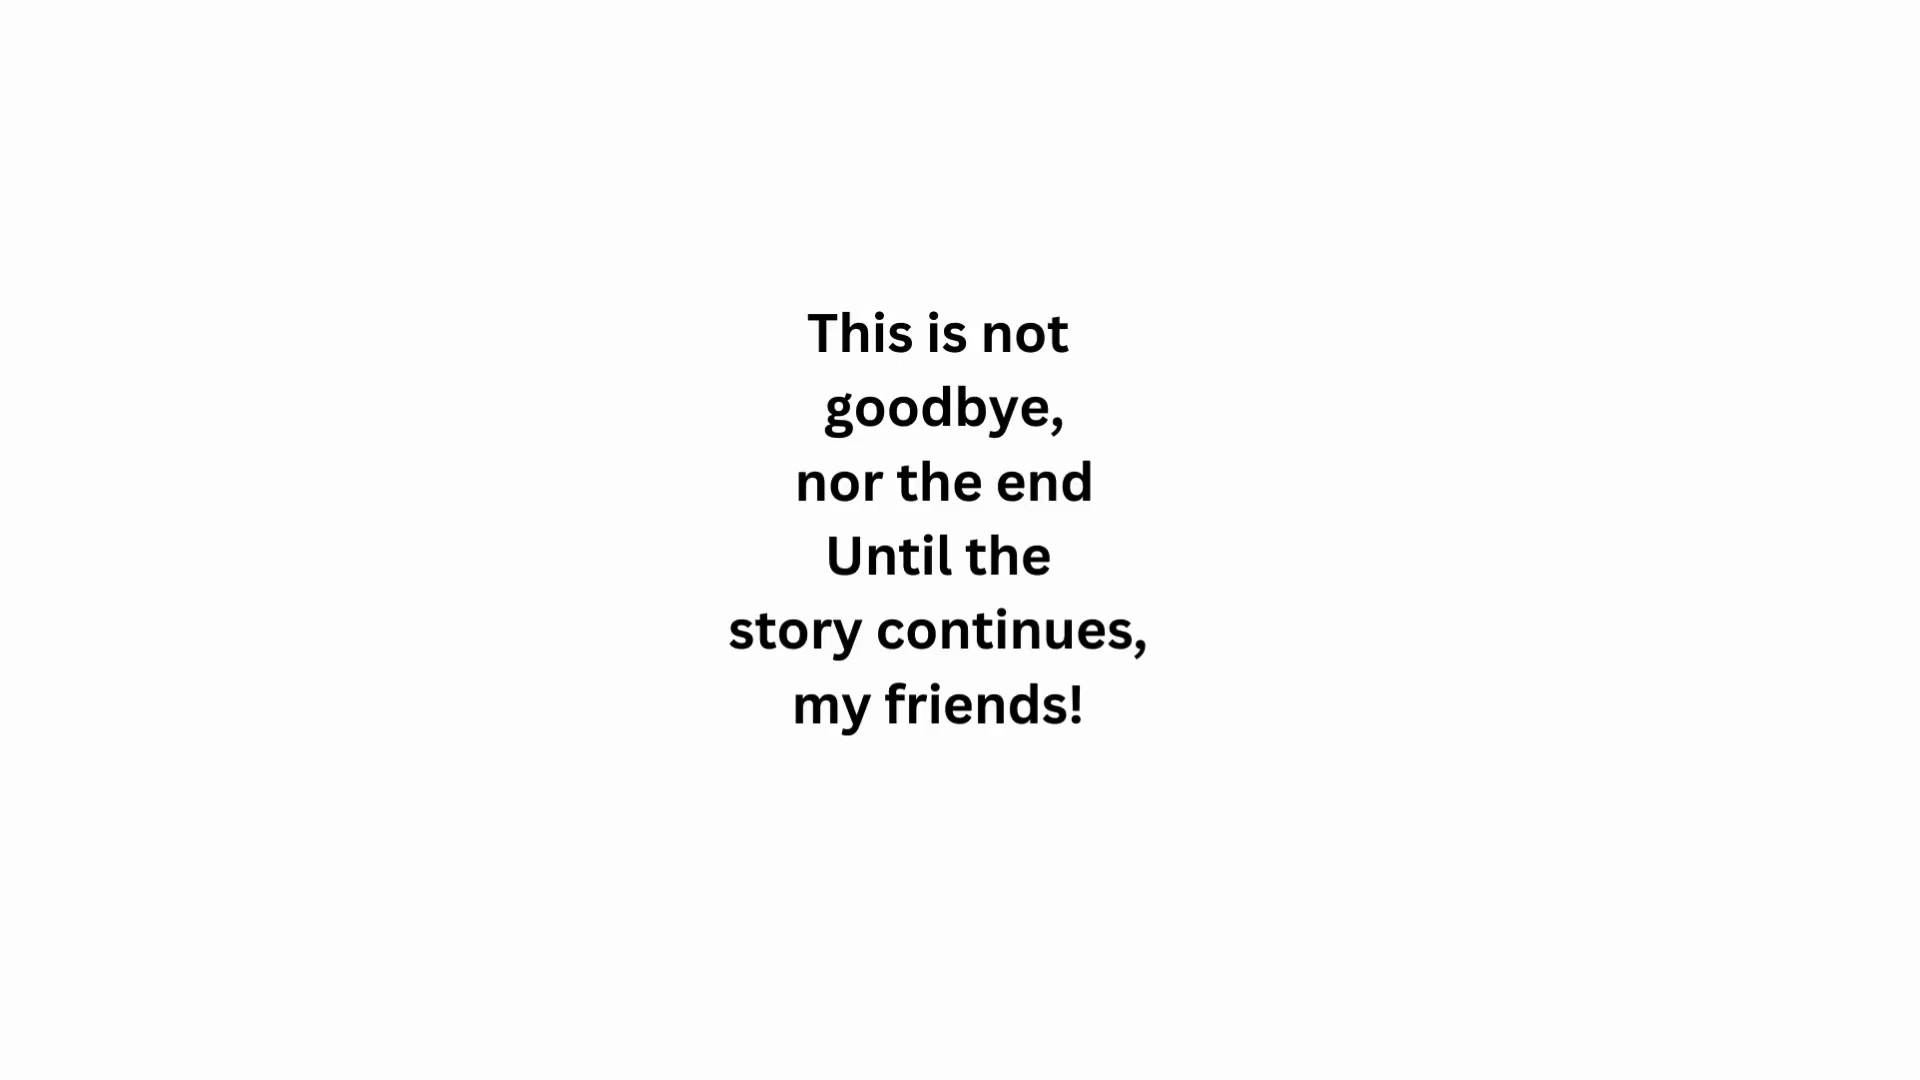 This is not
goodbye,
nor the end
Until the
story continues,
my friends!